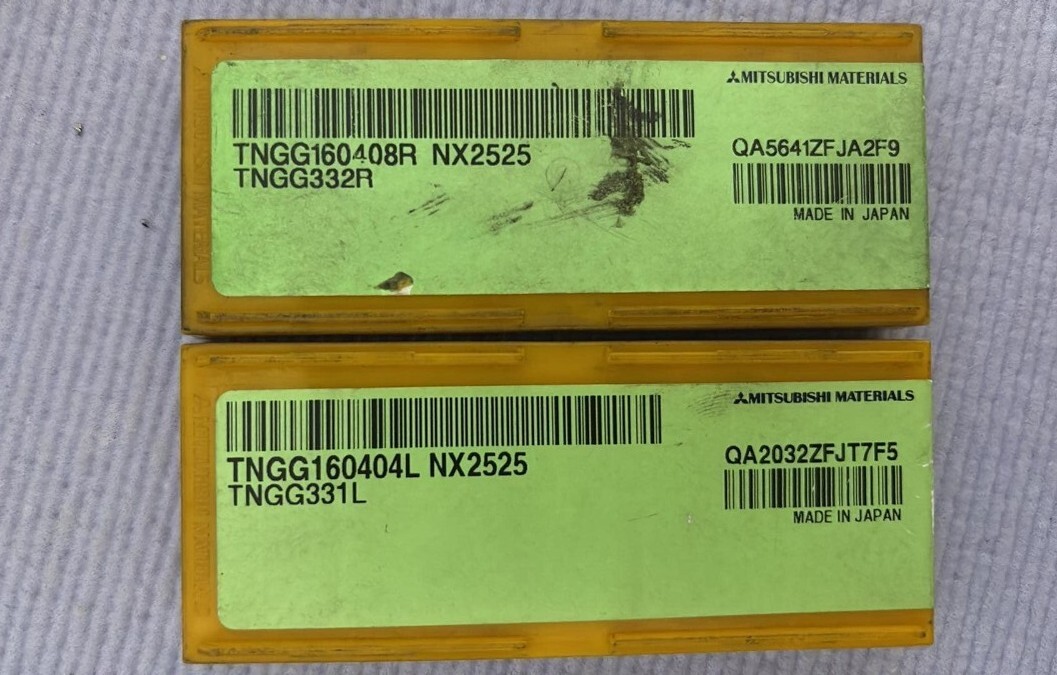 MITSUBISHI MATERIALS
TNGG160408R NX2525
TNGG332R
QA5641ZFJA2F9
MADE IN JAPAN
MITSUBISHI MATERIALS
TNGG160404L NX2525
TNGG331L
QA2032ZFJT7F5
MADE IN JAPAN